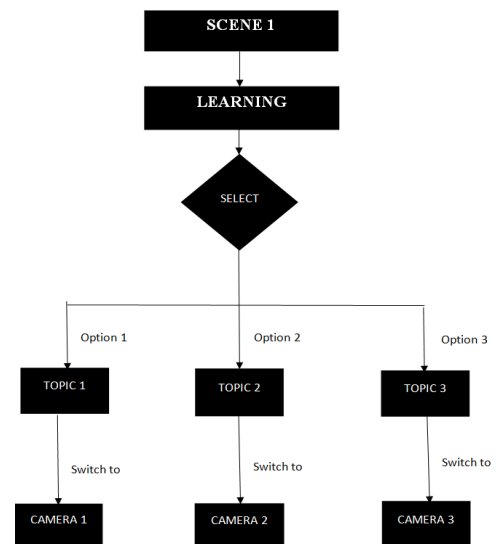 SCENE 1
LEARNING
SELECT
Option 1
Option 2
Option 3
TOPIC 1
TOPIC 2
TOPIC 3
Switch to
Switch to
Switch to
CAMERA 1
CAMERA 2
CAMERA 3